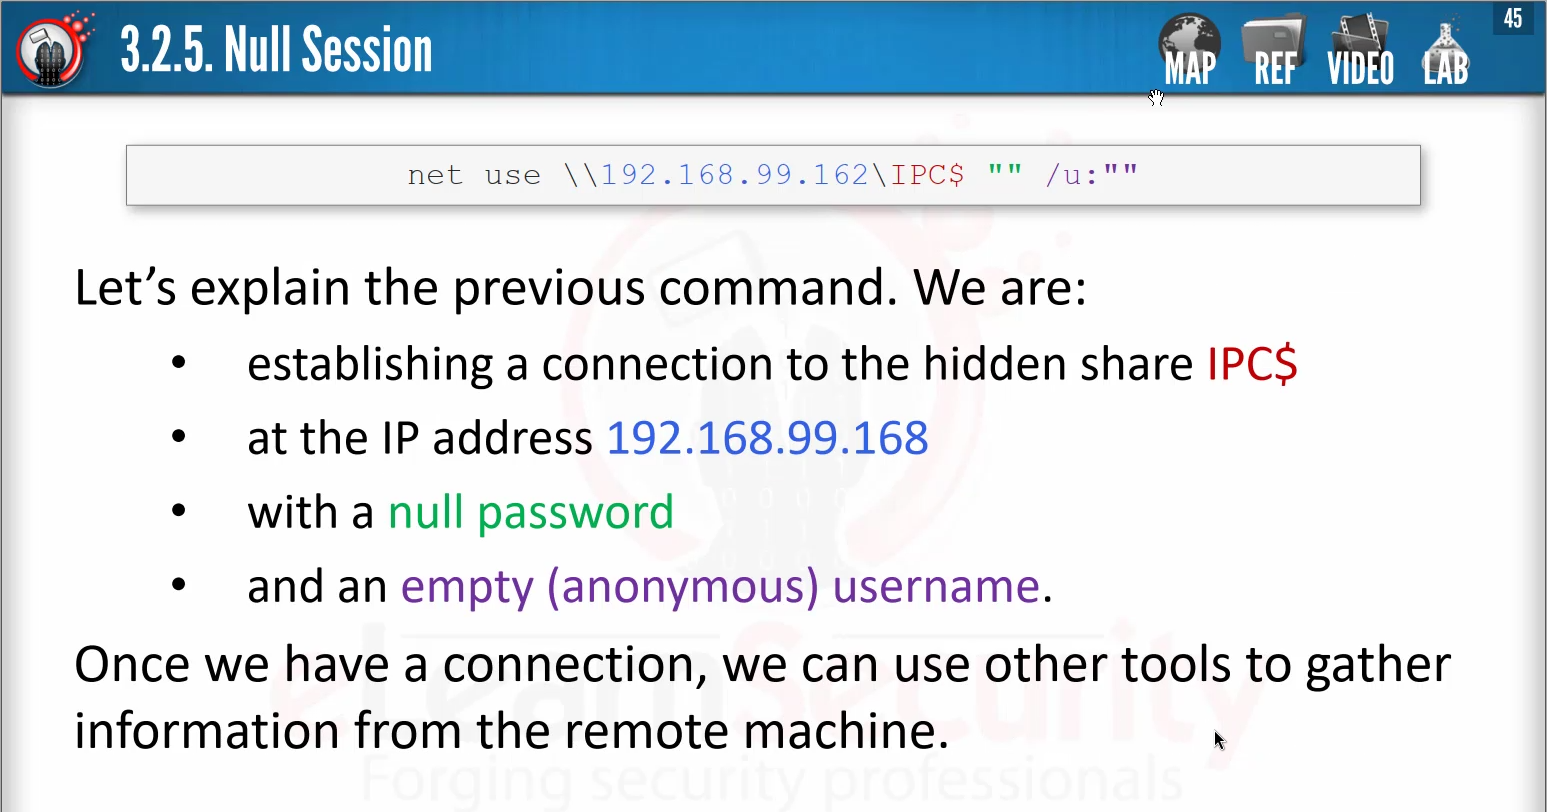 45
3.2.5. Null Session
MAP REF VIDEO LAB
net use \\192.168.99.162\IPC$ "" /u:""
Let’s explain the previous command. We are:
• establishing a connection to the hidden share IPC$
• at the IP address 192.168.99.168
• with a null password
• and an empty (anonymous) username.
Once we have a connection, we can use other tools to gather
information from the remote machine.
eLearnSecurity
Forging security professionals